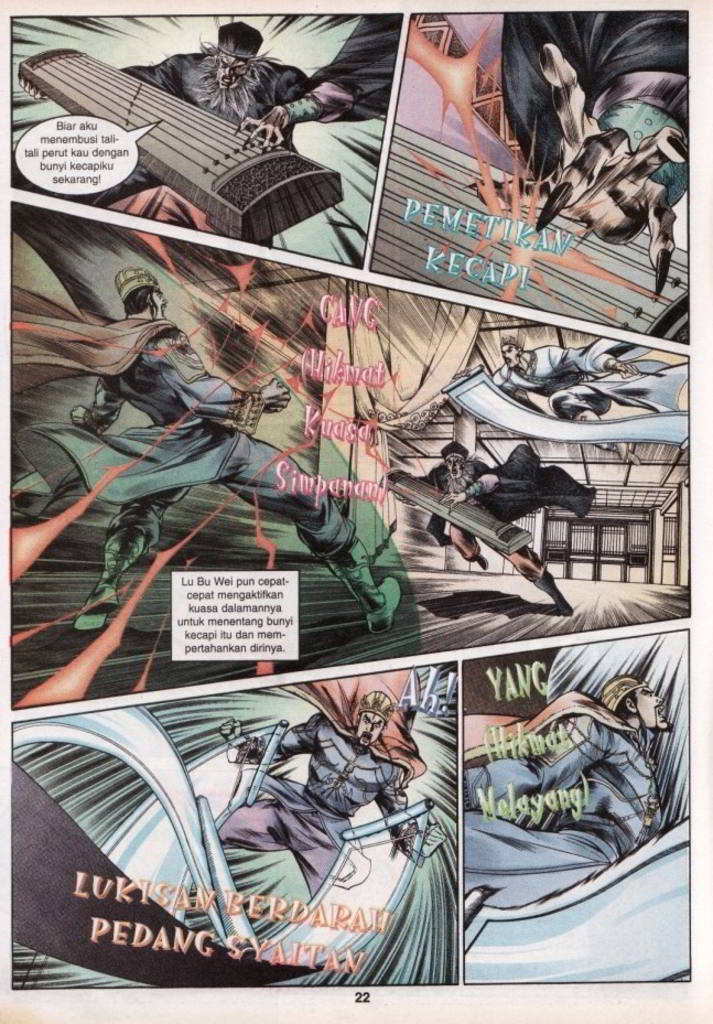 Biar aku
menembusi tali-
tali perut kau dengan
bunyi kecapiku
sekarang!
PEMETIKAN
KECAPI
CANG
(Hikmat
Kuasa
Simpanan)
Lu Bu Wei pun cepat-
cepat mengaktifkan
kuasa dalamannya
untuk menentang bunyi
kecapi itu dan mem-
pertahankan dirinya.
Ah!
LUKISAN BERDARAH
PEDANG SYAITAN
YANG
(Hikmat
Melayang)
22